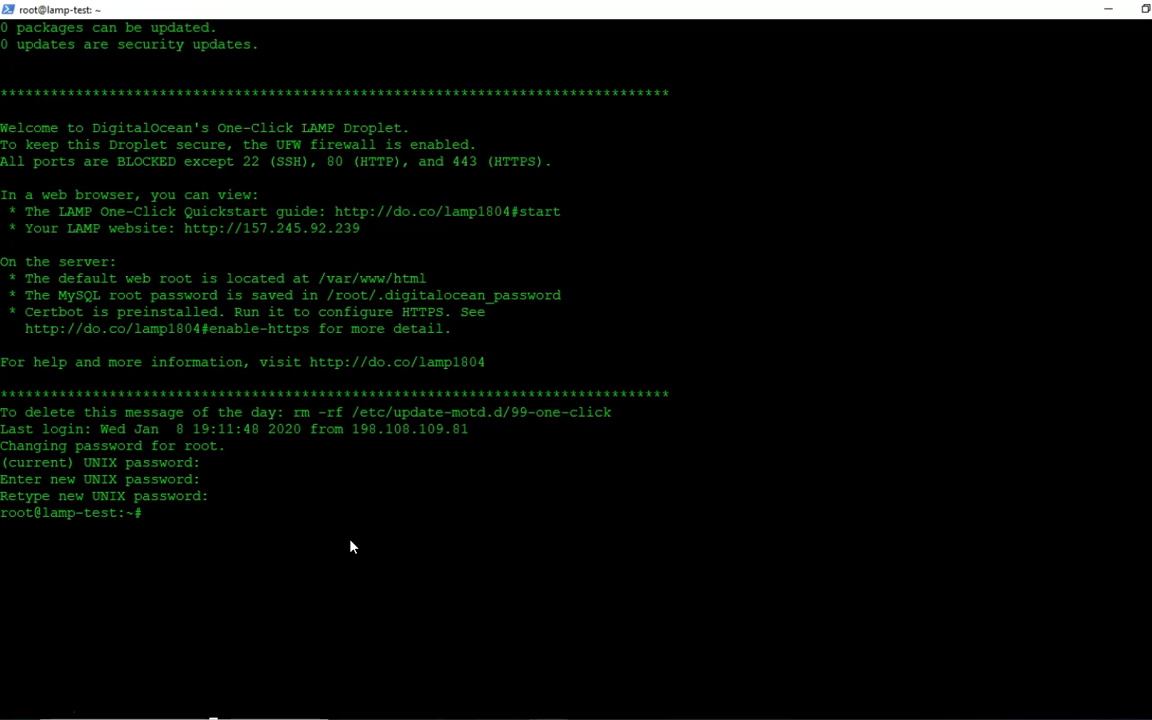 root@lamp-test: ~
0 packages can be updated.
0 updates are security updates.
********************************************************************************
Welcome to DigitalOcean's One-Click LAMP Droplet.
To keep this Droplet secure, the UFW firewall is enabled.
All ports are BLOCKED except 22 (SSH), 80 (HTTP), and 443 (HTTPS).
In a web browser, you can view:
* The LAMP One-Click Quickstart guide: http://do.co/lamp1804#start
* Your LAMP website: http://157.245.92.239
On the server:
* The default web root is located at /var/www/html
* The MySQL root password is saved in /root/.digitalocean_password
* Certbot is preinstalled. Run it to configure HTTPS. See
http://do.co/lamp1804#enable-https for more detail.
For help and more information, visit http://do.co/lamp1804
********************************************************************************
To delete this message of the day: rm -rf /etc/update-motd.d/99-one-click
Last login: Wed Jan  8 19:11:48 2020 from 198.108.109.81
Changing password for root.
(current) UNIX password:
Enter new UNIX password:
Retype new UNIX password:
root@lamp-test:~#